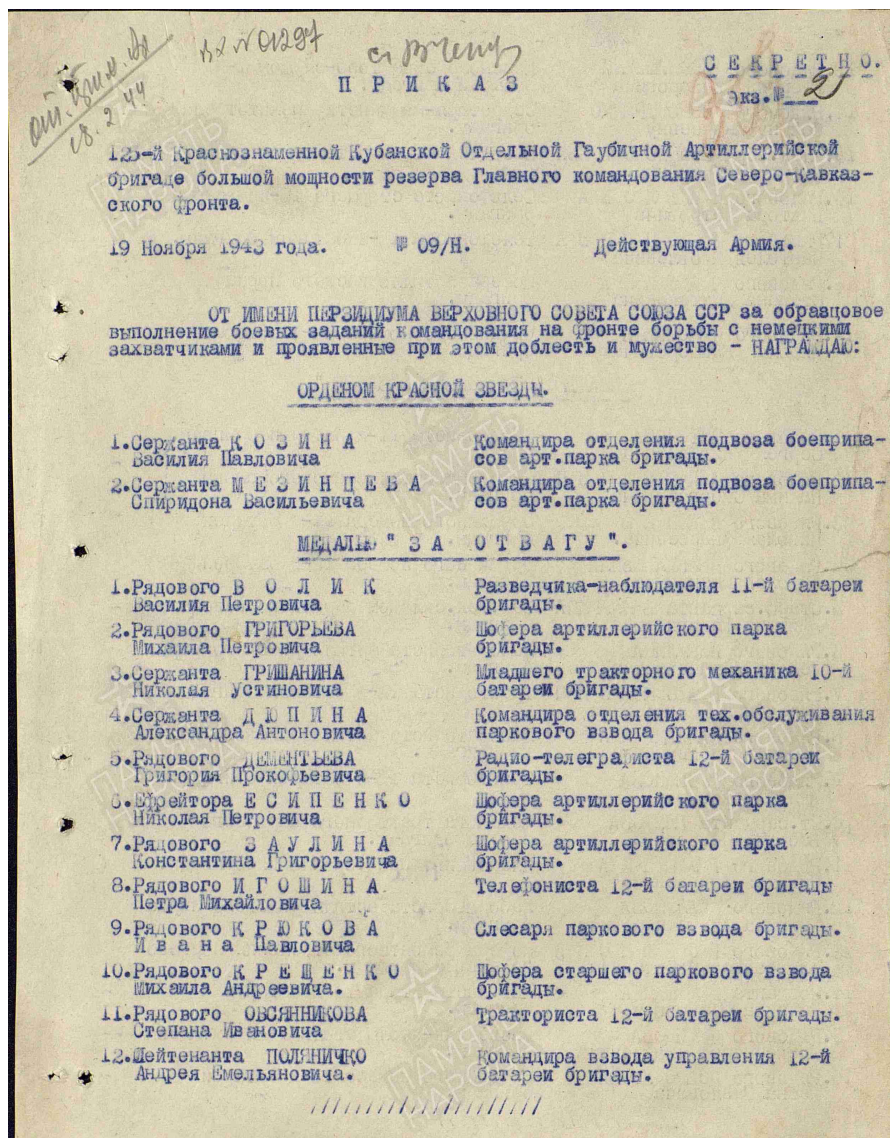 вх №01297
18.2.44
П Р И К А З
С Е К Р Е Т Н О.
Экз.№ 2
125-й Краснознаменной Кубанской Отдельной Гаубичной Артиллерийской
бригаде большой мощности резерва Главного командования Северо-Кавказ-
ского фронта.
19 Ноября 1943 года. № 09/Н. Действующая Армия.
ОТ ИМЕНИ ПЕРЗИДИУМА ВЕРХОВНОГО СОВЕТА СОЮЗА ССР за образцовое
выполнение боевых заданий командования на фронте борьбы с немецкими
захватчиками и проявленные при этом доблесть и мужество - НАГРАЖДАЮ:
ОРДЕНОМ КРАСНОЙ ЗВЕЗДЫ.
1.Сержанта К О З И Н А Командира отделения подвоза боеприпа-
Василия Павловича сов арт.парка бригады.
2.Сержанта М Е З И Н Ц Е В А Командира отделения подвоза боеприпа-
Спиридона Васильевича сов арт.парка бригады.
МЕДАЛЬЮ " З А О Т В А Г У ".
1.Рядового В О Л И К Разведчика-наблюдателя 11-й батареи
Василия Петровича бригады.
2.Рядового ГРИГОРЬЕВА Шофера артиллерийского парка
Михаила Петровича бригады.
3.Сержанта ГРИШАНИНА Младшего тракторного механика 10-й
Николая Устиновича батареи бригады.
4.Сержанта Д Ю П И Н А Командира отделения тех.обслуживания
Александра Антоновича паркового взвода бригады.
5.Рядового ДЕМЕНТЬЕВА Радио-телеграфиста 12-й батареи
Григория Прокофьевича бригады.
6.Ефрейтора Е С И П Е Н К О Шофера артиллерийского парка
Николая Петровича бригады.
7.Рядового З А У Л И Н А Шофера артиллерийского парка
Константина Григорьевича бригады.
8.Рядового И Г О Ш И Н А Телефониста 12-й батареи бригады
Петра Михайловича
9.Рядового К Р Ю К О В А Слесаря паркового взвода бригады.
И в а н а Павловича
10.Рядового К Р Е Щ Е Н К О Шофера старшего паркового взвода
Михаила Андреевича. бригады.
11.Рядового ОВСЯННИКОВА Тракториста 12-й батареи бригады.
Степана Ивановича
12.Лейтенанта ПОЛЯНИЧКО Командира взвода управления 12-й
Андрея Емельяновича. батареи бригады.
/////////////////////